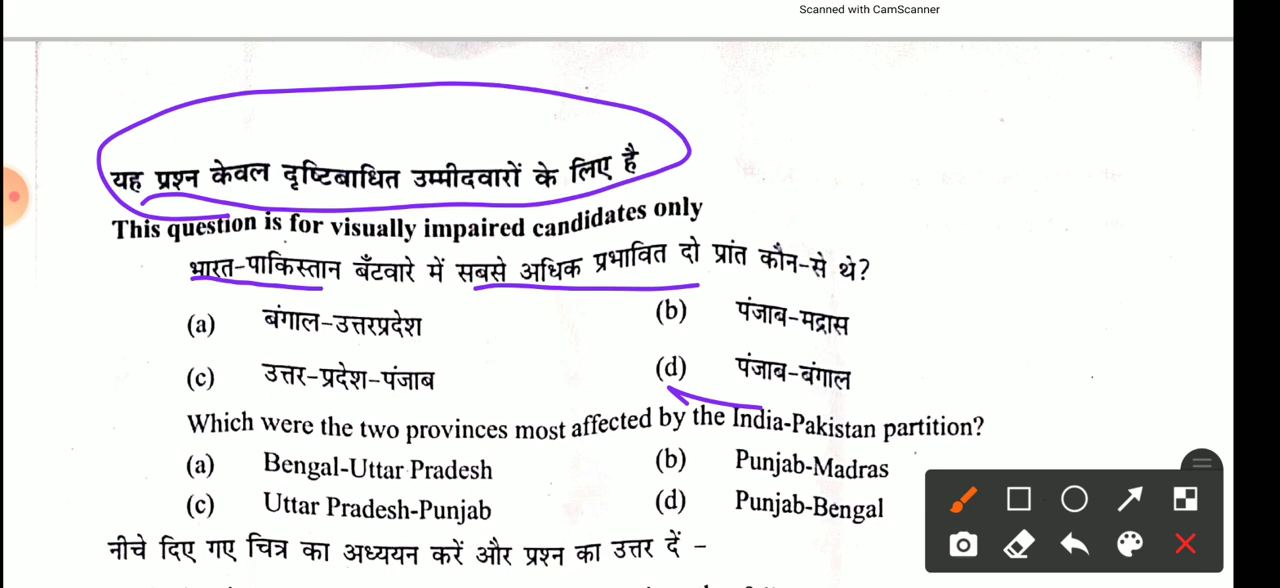 Scanned with CamScanner
यह प्रश्न केवल दृष्टिबाधित उम्मीदवारों के लिए है
This question is for visually impaired candidates only
भारत-पाकिस्तान बँटवारे में सबसे अधिक प्रभावित दो प्रांत कौन-से थे?
(a) बंगाल-उत्तरप्रदेश (b) पंजाब-मद्रास
(c) उत्तर-प्रदेश-पंजाब (d) पंजाब-बंगाल
Which were the two provinces most affected by the India-Pakistan partition?
(a) Bengal-Uttar Pradesh (b) Punjab-Madras
(c) Uttar Pradesh-Punjab (d) Punjab-Bengal
नीचे दिए गए चित्र का अध्ययन करें और प्रश्न का उत्तर दें -